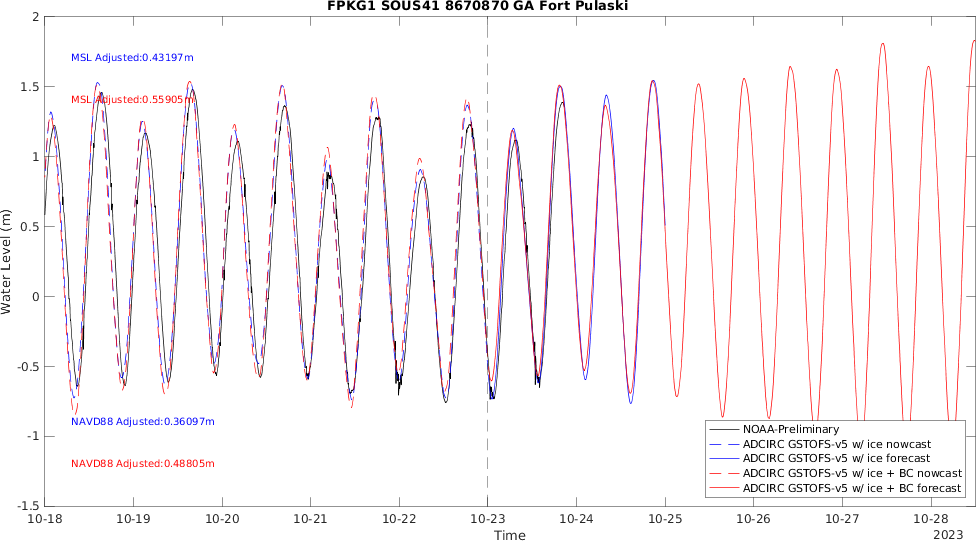 FPKG1 SOUS41 8670870 GA Fort Pulaski
2
1.5
1
0.5
0
-0.5
-1
-1.5
Water Level (m)
MSL Adjusted:0.43197m
MSL Adjusted:0.55905m
NAVD88 Adjusted:0.36097m
NAVD88 Adjusted:0.48805m
NOAA-Preliminary
ADCIRC GSTOFS-v5 w/ ice nowcast
ADCIRC GSTOFS-v5 w/ ice forecast
ADCIRC GSTOFS-v5 w/ ice + BC nowcast
ADCIRC GSTOFS-v5 w/ ice + BC forecast
10-18 10-19 10-20 10-21 10-22 10-23 10-24 10-25 10-26 10-27 10-28
Time
2023